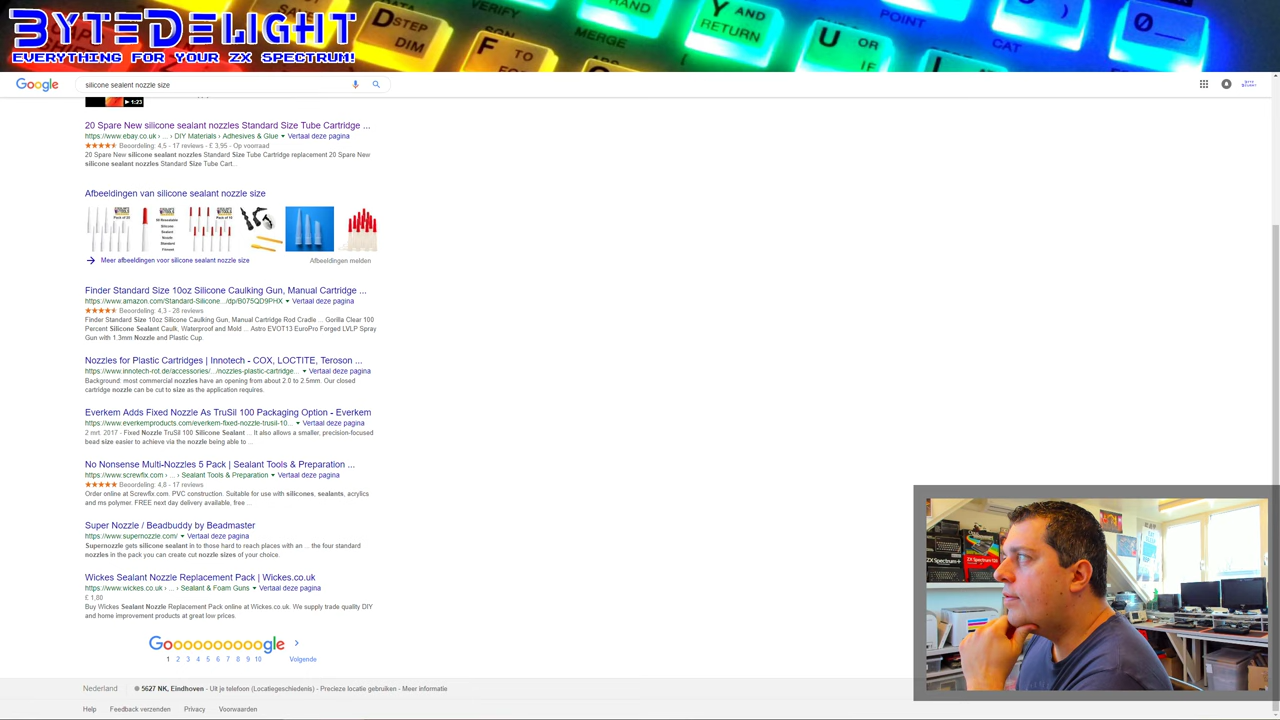 BYTEDELIGHT
EVERYTHING FOR YOUR ZX SPECTRUM!
D STEP DIM
F TO
MERGE
Y AND RETURN
U OR IF
POINT
CAT
Google
silicone sealent nozzle size
1:23
20 Spare New silicone sealant nozzles Standard Size Tube Cartridge ...
https://www.ebay.co.uk › ... › DIY Materials › Adhesives & Glue ▾ Vertaal deze pagina
Beoordeling: 4,5 - 17 reviews - £ 3,95 - Op voorraad
20 Spare New silicone sealant nozzles Standard Size Tube Cartridge replacement 20 Spare New
silicone sealant nozzles Standard Size Tube Cart...
Afbeeldingen van silicone sealant nozzle size
Meer afbeeldingen voor silicone sealant nozzle size
Afbeeldingen melden
Finder Standard Size 10oz Silicone Caulking Gun, Manual Cartridge ...
https://www.amazon.com/Standard-Silicone.../dp/B075QD9PHX ▾ Vertaal deze pagina
Beoordeling: 4,3 - 28 reviews
Finder Standard Size 10oz Silicone Caulking Gun, Manual Cartridge Rod Cradle ... Gorilla Clear 100
Percent Silicone Sealant Caulk, Waterproof and Mold ... Astro EVOT13 EuroPro Forged LVLP Spray
Gun with 1.3mm Nozzle and Plastic Cup.
Nozzles for Plastic Cartridges | Innotech - COX, LOCTITE, Teroson ...
https://www.innotech-rot.de/accessories/.../nozzles-plastic-cartridge... ▾ Vertaal deze pagina
Background: most commercial nozzles have an opening from about 2.0 to 2.5mm. Our closed
cartridge nozzle can be cut to size as the application requires.
Everkem Adds Fixed Nozzle As TruSil 100 Packaging Option - Everkem
https://www.everkemproducts.com/everkem-fixed-nozzle-trusil-10... ▾ Vertaal deze pagina
2 mrt. 2017 - Fixed Nozzle TruSil 100 Silicone Sealant ... It also allows a smaller, precision-focused
bead size easier to achieve via the nozzle being able to ...
No Nonsense Multi-Nozzles 5 Pack | Sealant Tools & Preparation ...
https://www.screwfix.com › ... › Sealant Tools & Preparation ▾ Vertaal deze pagina
Beoordeling: 4,8 - 17 reviews
Order online at Screwfix.com. PVC construction. Suitable for use with silicones, sealants, acrylics
and ms polymer. FREE next day delivery available, free ...
Super Nozzle / Beadbuddy by Beadmaster
https://www.supernozzle.com/ ▾ Vertaal deze pagina
Supernozzle gets silicone sealant in to those hard to reach places with an ... the four standard
nozzles in the pack you can create cut nozzle sizes of your choice.
Wickes Sealant Nozzle Replacement Pack | Wickes.co.uk
https://www.wickes.co.uk › ... › Sealant & Foam Guns ▾ Vertaal deze pagina
£ 1,80
Buy Wickes Sealant Nozzle Replacement Pack online at Wickes.co.uk. We supply trade quality DIY
and home improvement products at great low prices.
Goooooooooogle
1 2 3 4 5 6 7 8 9 10 Volgende
Nederland
5627 NK, Eindhoven - Uit je telefoon (Locatiegeschiedenis) - Precieze locatie gebruiken - Meer informatie
Help Feedback verzenden Privacy Voorwaarden
ZX Spectrum+